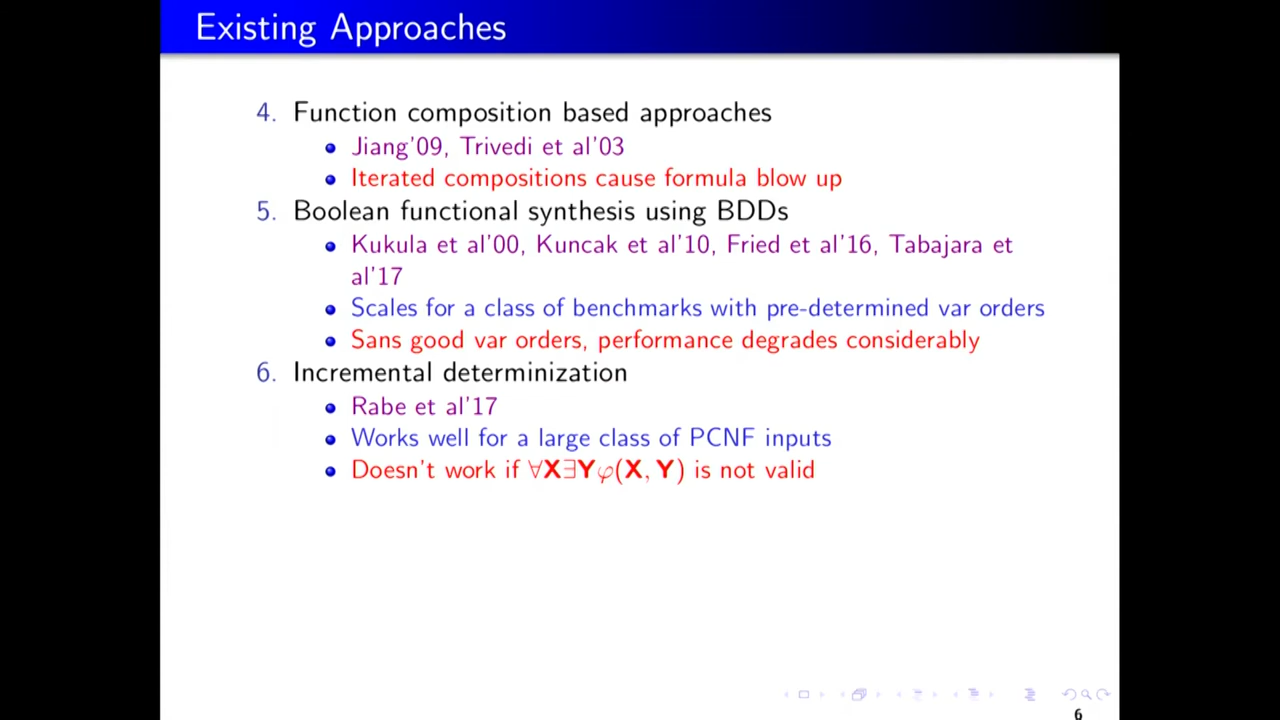 Existing Approaches
4. Function composition based approaches
Jiang'09, Trivedi et al'03
Iterated compositions cause formula blow up
5. Boolean functional synthesis using BDDs
Kukula et al'00, Kuncak et al'10, Fried et al'16, Tabajara et
al'17
Scales for a class of benchmarks with pre-determined var orders
Sans good var orders, performance degrades considerably
6. Incremental determinization
Rabe et al'17
Works well for a large class of PCNF inputs
Doesn't work if ∀X∃Yφ(X, Y) is not valid
6